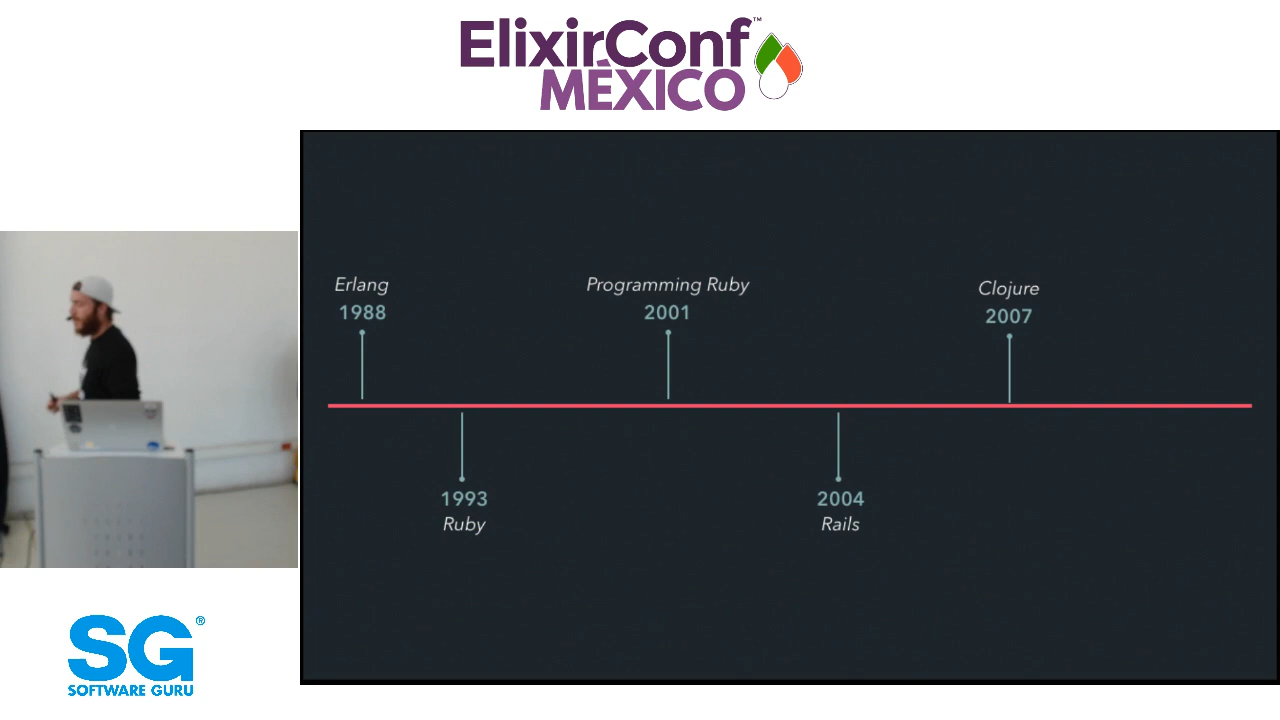 ElixirConf™
MÉXICO
Erlang
1988
Programming Ruby
2001
Clojure
2007
1993
Ruby
2004
Rails
SG®
SOFTWARE GURU